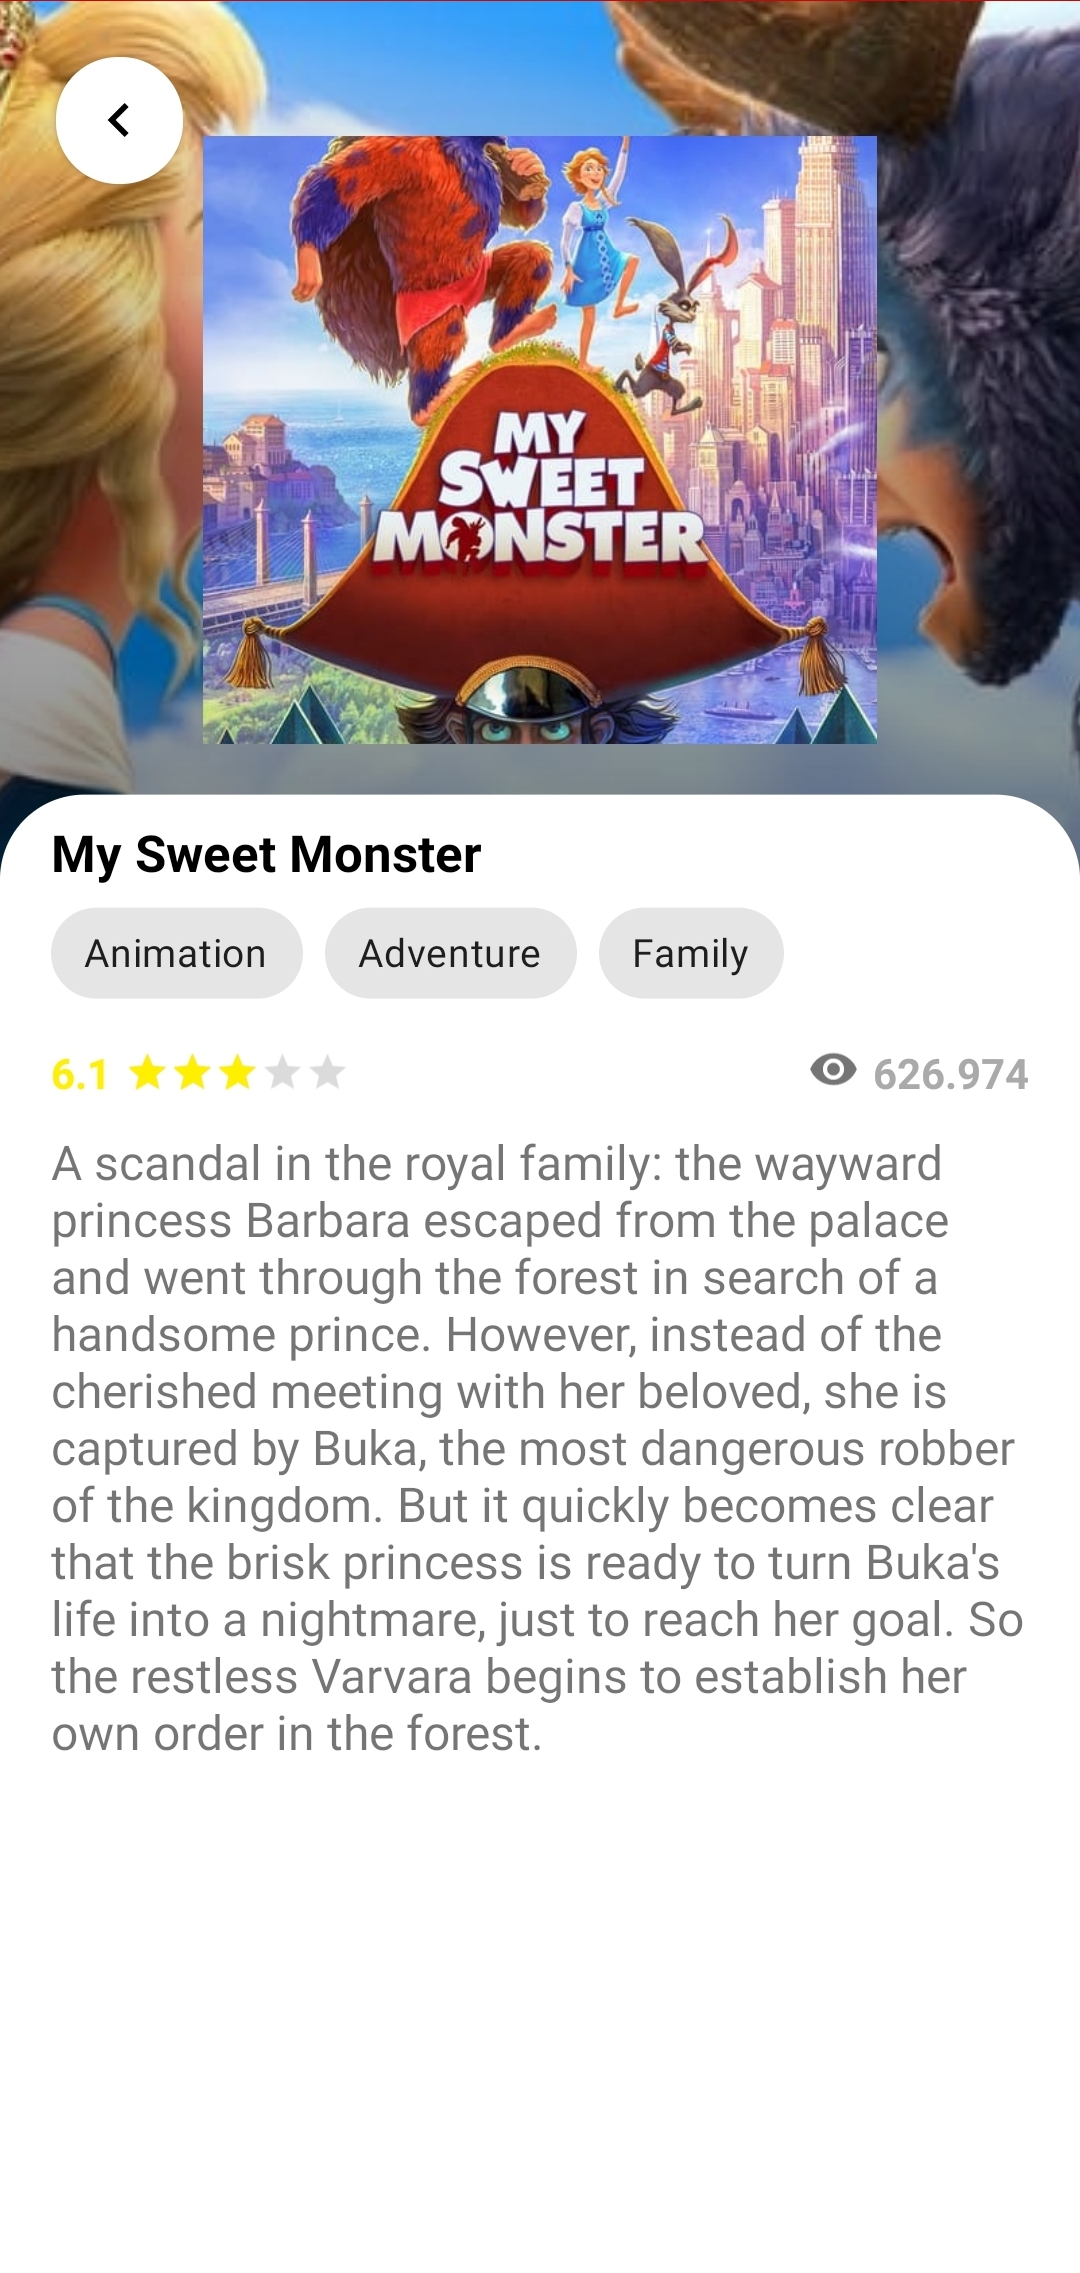 MY
SWEET
MONSTER
My Sweet Monster
Animation Adventure Family
6.1 626.974
A scandal in the royal family: the wayward
princess Barbara escaped from the palace
and went through the forest in search of a
handsome prince. However, instead of the
cherished meeting with her beloved, she is
captured by Buka, the most dangerous robber
of the kingdom. But it quickly becomes clear
that the brisk princess is ready to turn Buka's
life into a nightmare, just to reach her goal. So
the restless Varvara begins to establish her
own order in the forest.